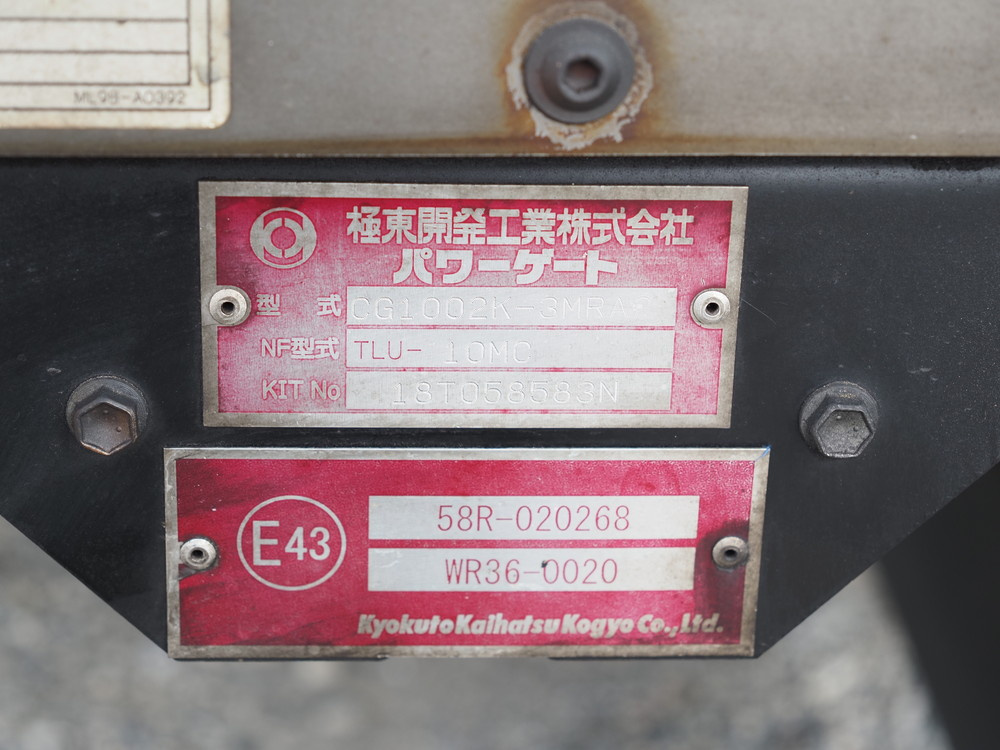 ML98-A0392
極東開発工業株式会社
パワーゲート
型 式 CG1002K-3MRA
NF型式 TLU- 10MC
KIT No 18T058583N
E43
58R-020268
WR36-0020
Kyokuto Kaihatsu Kogyo Co.,Ltd.